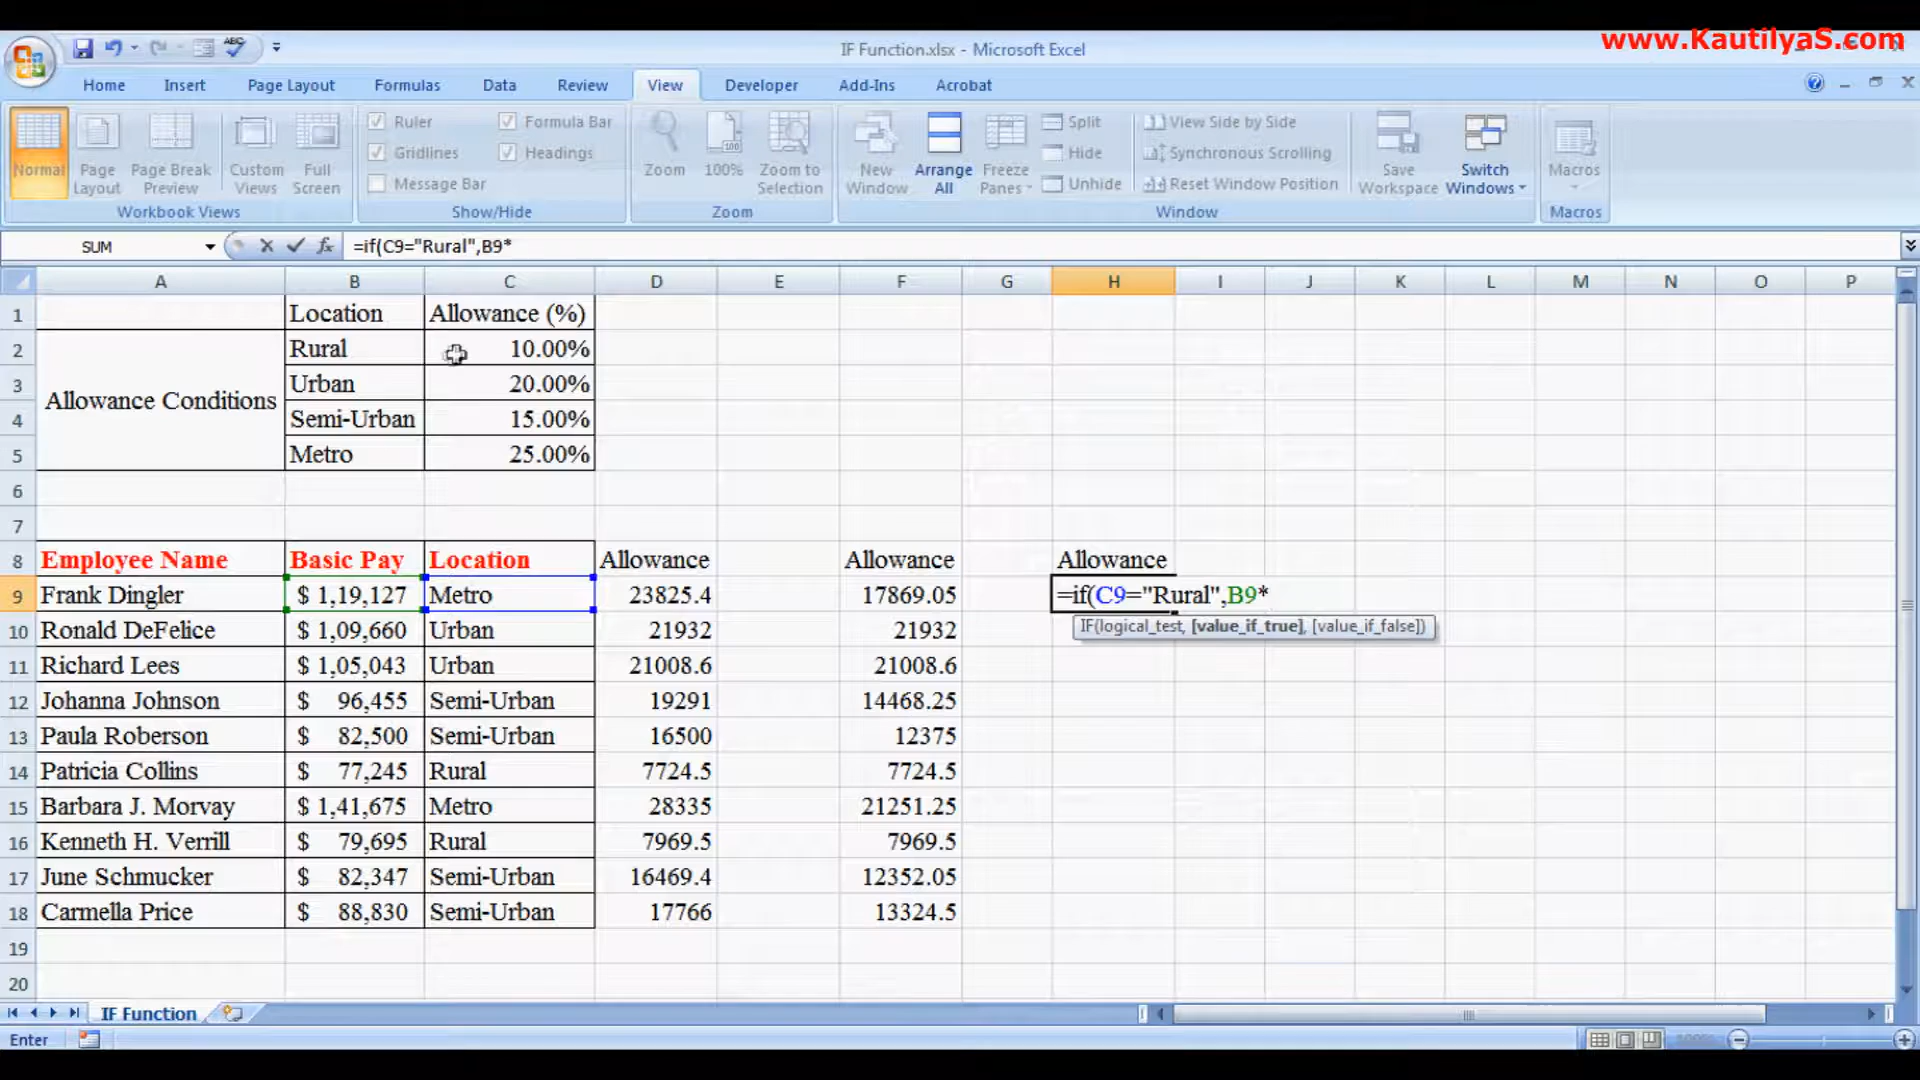 www.KautilyaS.com
IF Function.xlsx - Microsoft Excel
Home Insert Page Layout Formulas Data Review View Developer Add-Ins Acrobat
Normal Page Layout Page Break Preview Custom Views Full Screen
Workbook Views
Ruler Formula Bar
Gridlines Headings
Message Bar
Show/Hide
Zoom 100% Zoom to Selection
Zoom
New Window Arrange All Freeze Panes
Split
Hide
Unhide
View Side by Side
Synchronous Scrolling
Reset Window Position
Save Workspace Switch Windows
Window
Macros
Macros
SUM =if(C9="Rural",B9*
A B C D E F G H I J K L M N O P
1 Location Allowance (%)
2 Rural 10.00%
3 Urban 20.00%
Allowance Conditions
4 Semi-Urban 15.00%
5 Metro 25.00%
6
7
8 Employee Name Basic Pay Location Allowance Allowance Allowance
9 Frank Dingler $ 1,19,127 Metro 23825.4 17869.05 =if(C9="Rural",B9*
IF(logical_test, [value_if_true], [value_if_false])
10 Ronald DeFelice $ 1,09,660 Urban 21932 21932
11 Richard Lees $ 1,05,043 Urban 21008.6 21008.6
12 Johanna Johnson $ 96,455 Semi-Urban 19291 14468.25
13 Paula Roberson $ 82,500 Semi-Urban 16500 12375
14 Patricia Collins $ 77,245 Rural 7724.5 7724.5
15 Barbara J. Morvay $ 1,41,675 Metro 28335 21251.25
16 Kenneth H. Verrill $ 79,695 Rural 7969.5 7969.5
17 June Schmucker $ 82,347 Semi-Urban 16469.4 12352.05
18 Carmella Price $ 88,830 Semi-Urban 17766 13324.5
19
20
IF Function
Enter